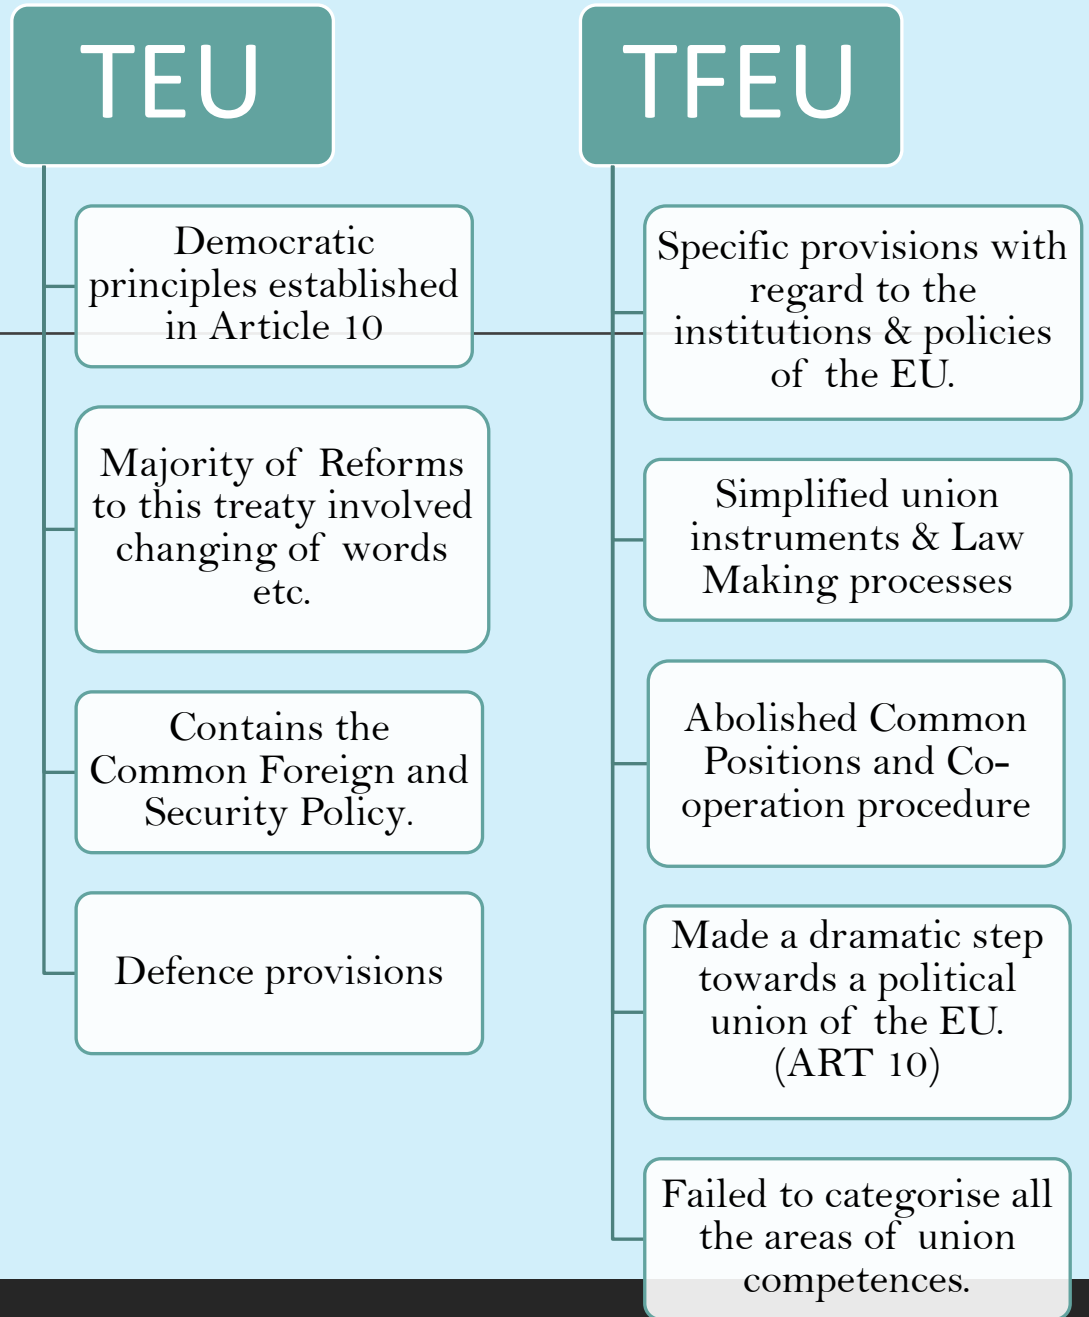 TEU
Democratic
principles established
in Article 10
Majority of Reforms
to this treaty involved
changing of words
etc.
Contains the
Common Foreign and
Security Policy.
Defence provisions
TFEU
Specific provisions with
regard to the
institutions & policies
of the EU.
Simplified union
instruments & Law
Making processes
Abolished Common
Positions and Co-
operation procedure
Made a dramatic step
towards a political
union of the EU.
(ART 10)
Failed to categorise all
the areas of union
competences.